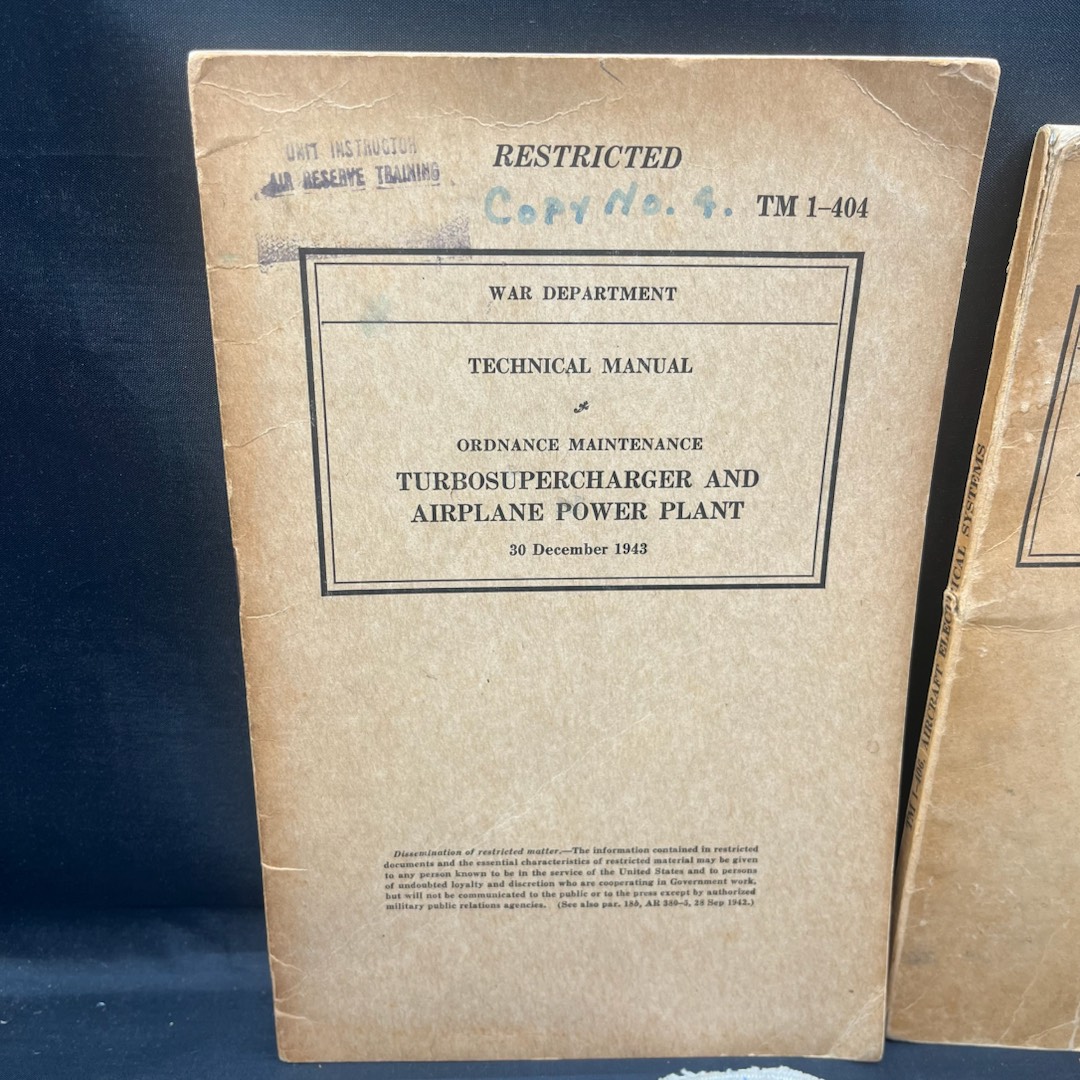 UNIT INSTRUCTOR
AIR RESERVE TRAINING
RESTRICTED
Copy No. 4.
TM 1-404
WAR DEPARTMENT
TECHNICAL MANUAL
ORDNANCE MAINTENANCE
TURBOSUPERCHARGER AND
AIRPLANE POWER PLANT
30 December 1943
Dissemination of restricted matter.—The information contained in restricted
documents and the essential characteristics of restricted material may be given
to any person known to be in the service of the United States and to persons
of undoubted loyalty and discretion who are cooperating in Government work,
but will not be communicated to the public or to the press except by authorized
military public relations agencies. (See also par. 18b, AR 380-5, 28 Sep 1942.)
TM 1-406, AIRCRAFT ELECTRICAL SYSTEMS